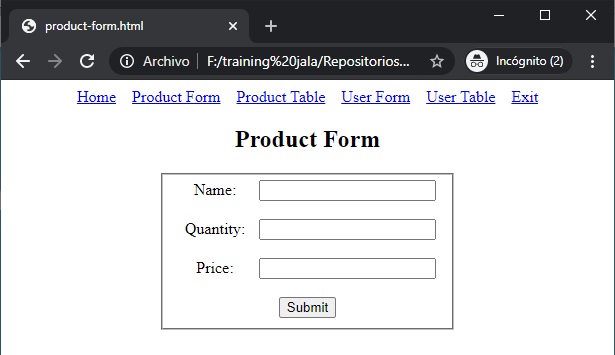 product-form.html
Archivo F:/training%20jala/Repositorios... Incógnito (2)
Home Product Form Product Table User Form User Table Exit
Product Form
Name:
Quantity:
Price:
Submit